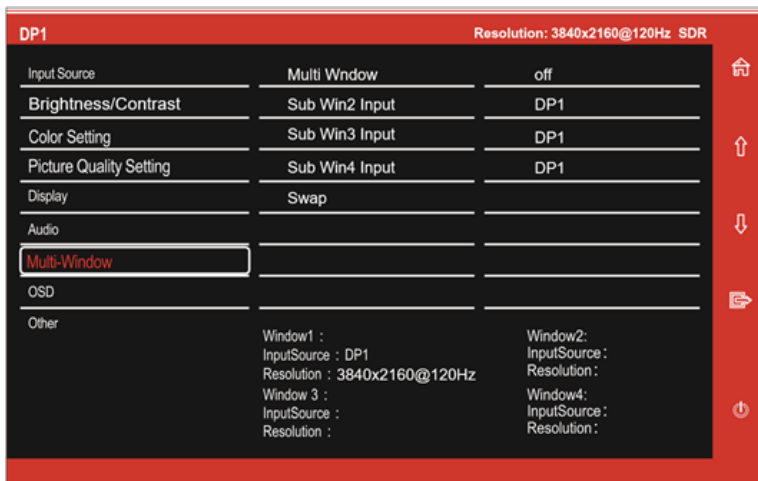 DP1 Resolution: 3840x2160@120Hz SDR
Input Source Multi Wndow off
Brightness/Contrast Sub Win2 Input DP1
Color Setting Sub Win3 Input DP1
Picture Quality Setting Sub Win4 Input DP1
Display Swap
Audio
Multi-Window
OSD
Other
Window1 : Window2:
InputSource : DP1 InputSource:
Resolution : 3840x2160@120Hz Resolution:
Window 3 : Window4:
InputSource : InputSource:
Resolution : Resolution: